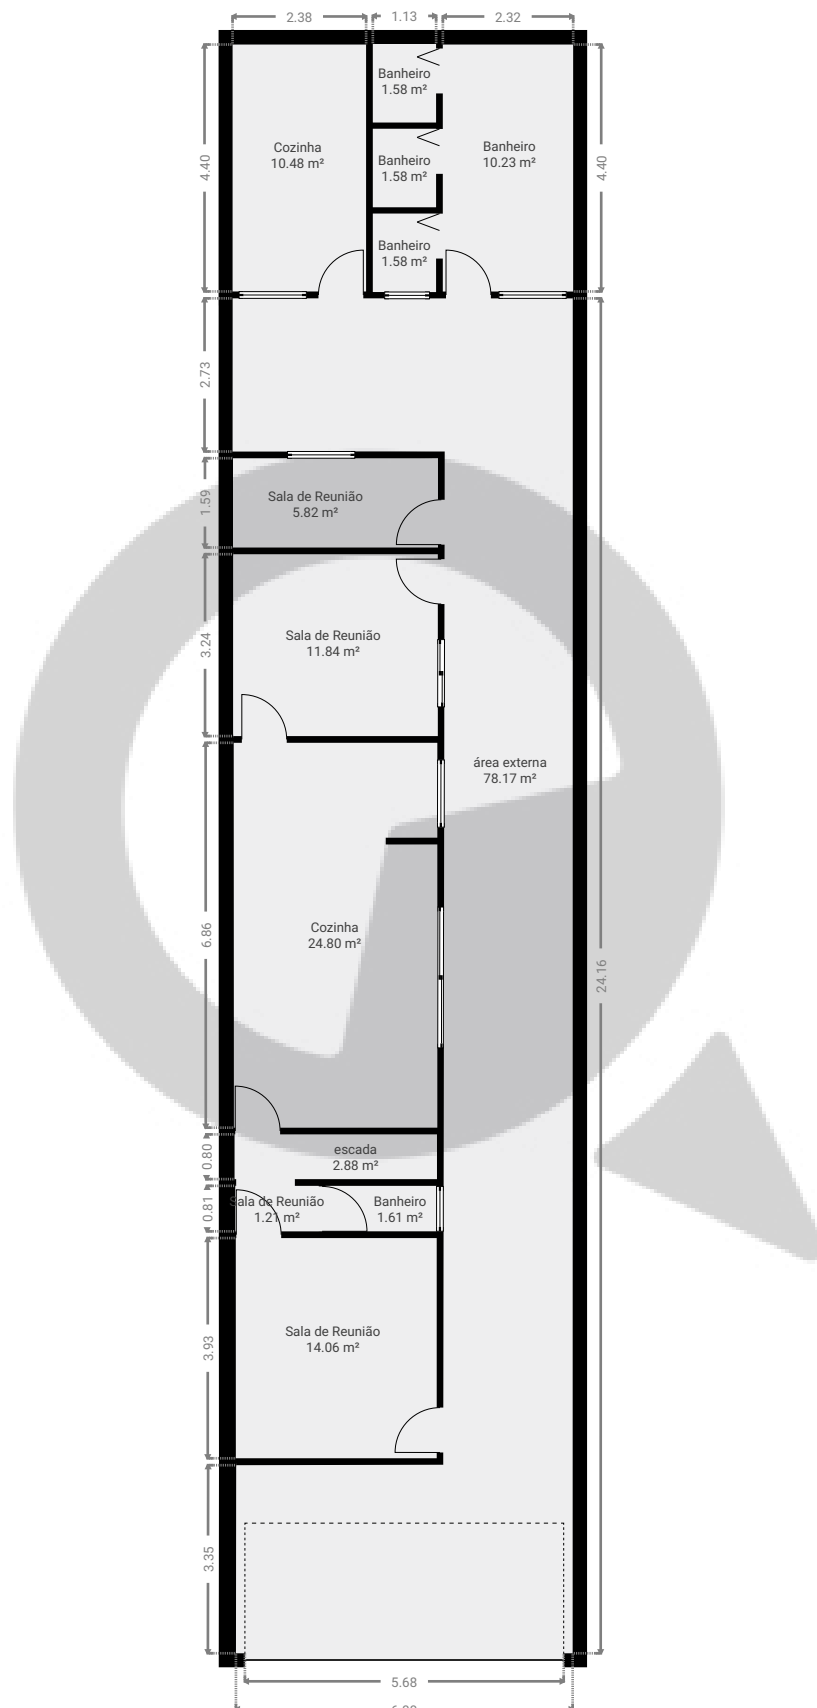 2.38
1.13
2.32
Banheiro
1.58 m²
Cozinha
10.48 m²
Banheiro
1.58 m²
Banheiro
10.23 m²
4.40
4.40
Banheiro
1.58 m²
2.73
Sala de Reunião
5.82 m²
1.59
Sala de Reunião
11.84 m²
3.24
área externa
78.17 m²
Cozinha
24.80 m²
6.86
24.16
escada
2.88 m²
0.80
Sala de Reunião
1.21 m²
Banheiro
1.61 m²
0.81
Sala de Reunião
14.06 m²
3.93
3.35
5.68